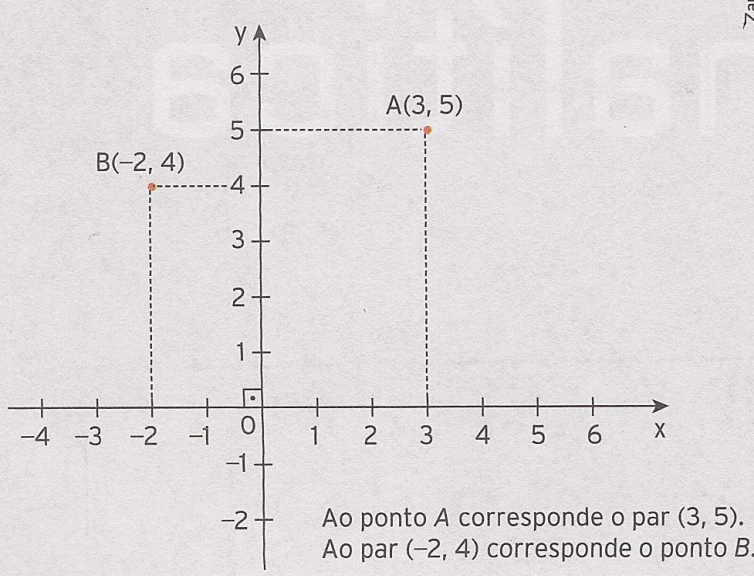 y
6
A(3, 5)
5
B(–2, 4)
4
3
2
1
–4 –3 –2 –1 0 1 2 3 4 5 6 x
–1
–2
Ao ponto A corresponde o par (3, 5).
Ao par (–2, 4) corresponde o ponto B.